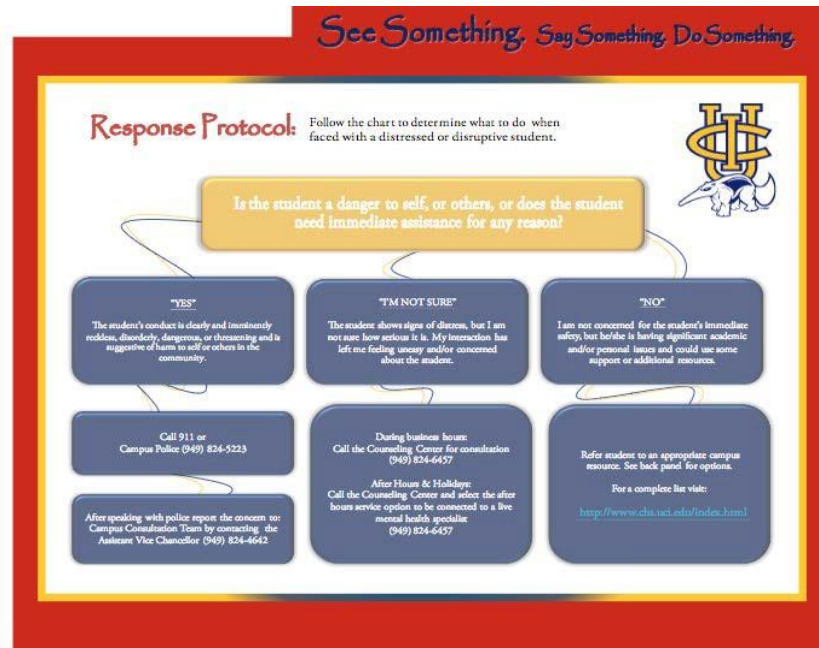 See Something. Say Something. Do Something.
Response Protocol:
Follow the chart to determine what to do when
faced with a distressed or disruptive student.
UCI
Is the student a danger to self, or others, or does the student
need immediate assistance for any reason?
"YES"
The student's conduct is clearly and imminently
reckless, disorderly, dangerous, or threatening and is
suggestive of harm to self or others in the
community.
Call 911 or
Campus Police (949) 824-5223
After speaking with police report the concern to:
Campus Consultation Team by contacting the
Assistant Vice Chancellor (949) 824-4642
"I'M NOT SURE"
The student shows signs of distress, but I am
not sure how serious it is. My interaction has
left me feeling uneasy and/or concerned
about the student.
During business hours:
Call the Counseling Center for consultation
(949) 824-6457
After Hours & Holidays:
Call the Counseling Center and select the after
hours service option to be connected to a live
mental health specialist
(949) 824-6457
"NO"
I am not concerned for the student's immediate
safety, but he/she is having significant academic
and/or personal issues and could use some
support or additional resources.
Refer student to an appropriate campus
resource. See back panel for options.
For a complete list visit:
http://www.chs.uci.edu/index.html